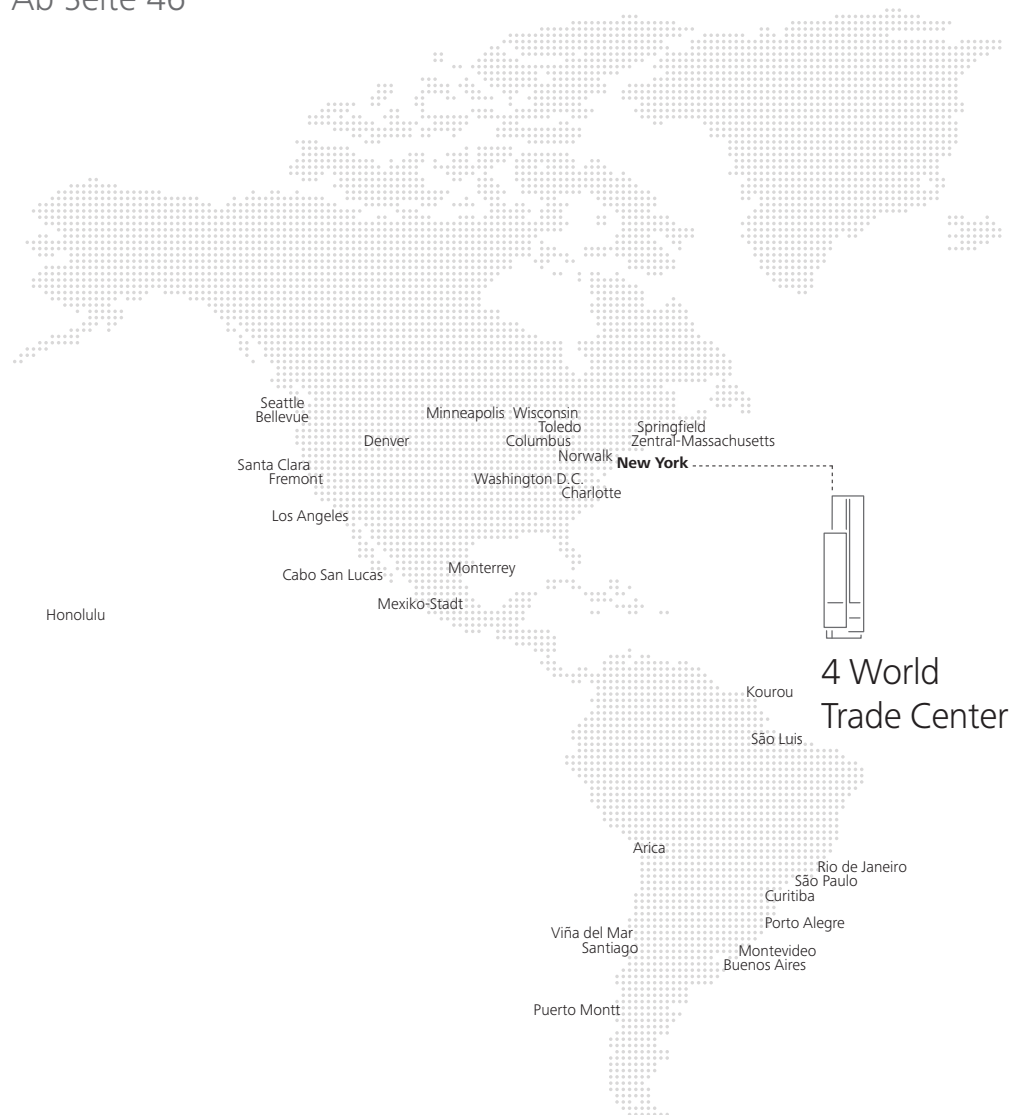 Ab Seite 46
Seattle
Bellevue
Minneapolis
Wisconsin
Toledo
Springfield
Denver
Columbus
Zentral-Massachusetts
Norwalk
New York
Santa Clara
Fremont
Washington D.C.
Charlotte
Los Angeles
Cabo San Lucas
Monterrey
Honolulu
Mexiko-Stadt
4 World
Trade Center
Kourou
São Luis
Arica
Rio de Janeiro
São Paulo
Curitiba
Porto Alegre
Viña del Mar
Santiago
Montevideo
Buenos Aires
Puerto Montt